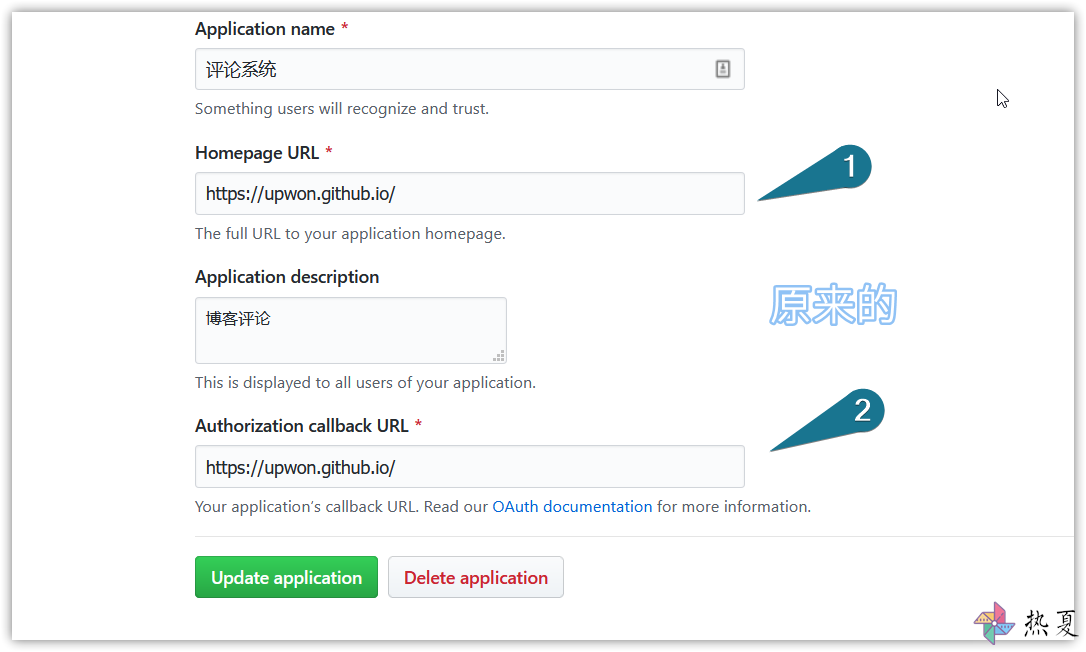 Application name *
评论系统
Something users will recognize and trust.
Homepage URL *
1
https://upwon.github.io/
The full URL to your application homepage.
Application description
原来的
博客评论
This is displayed to all users of your application.
2
Authorization callback URL *
https://upwon.github.io/
Your application's callback URL. Read our OAuth documentation for more information.
Update application
Delete application
热夏